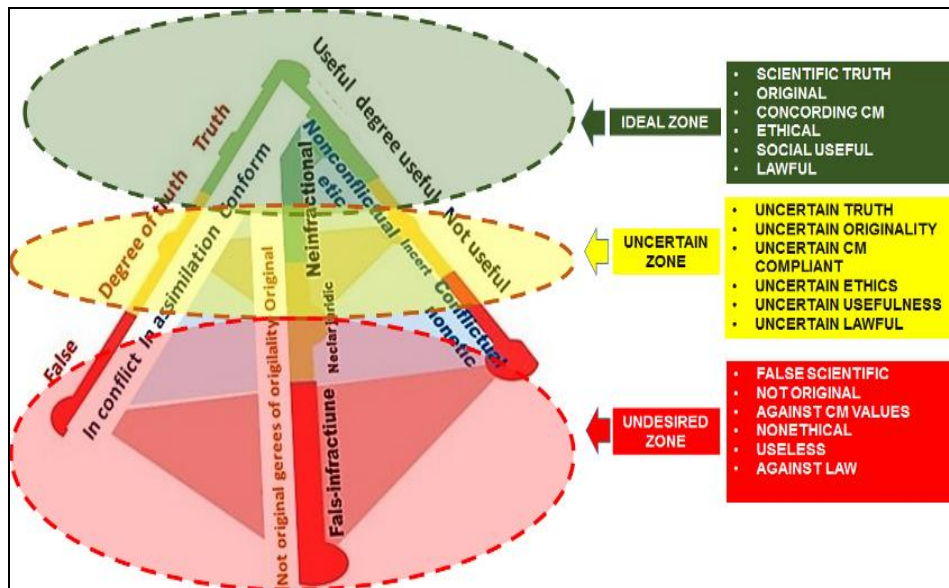 Useful degree useful Not useful
Degree of truth Truth
False
In conflict In assimilation conform
Not original gerees of origilality Original
Fals-infractiune Neclar juridic Neinfractional
Nonconflictual
etic
Incert
Conflictual
nonetic
IDEAL ZONE
• SCIENTIFIC TRUTH
• ORIGINAL
• CONCORDING CM
• ETHICAL
• SOCIAL USEFUL
• LAWFUL
UNCERTAIN
ZONE
• UNCERTAIN TRUTH
• UNCERTAIN ORIGINALITY
• UNCERTAIN CM
COMPLIANT
• UNCERTAIN ETHICS
• UNCERTAIN USEFULNESS
• UNCERTAIN LAWFUL
UNDESIRED
ZONE
• FALSE SCIENTIFIC
• NOT ORIGINAL
• AGAINST CM VALUES
• NONETHICAL
• USELESS
• AGAINST LAW